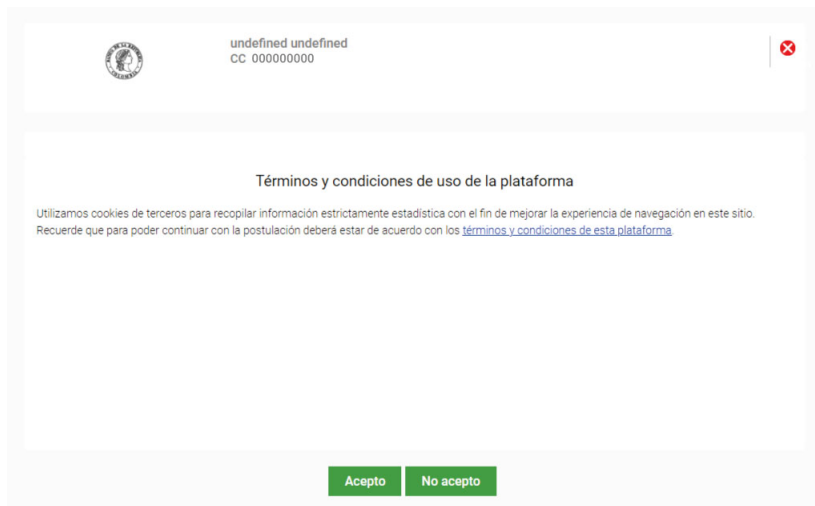 undefined undefined
CC 000000000
Términos y condiciones de uso de la plataforma
Utilizamos cookies de terceros para recopilar información estrictamente estadística con el fin de mejorar la experiencia de navegación en este sitio.
Recuerde que para poder continuar con la postulación deberá estar de acuerdo con los términos y condiciones de esta plataforma.
Acepto
No acepto